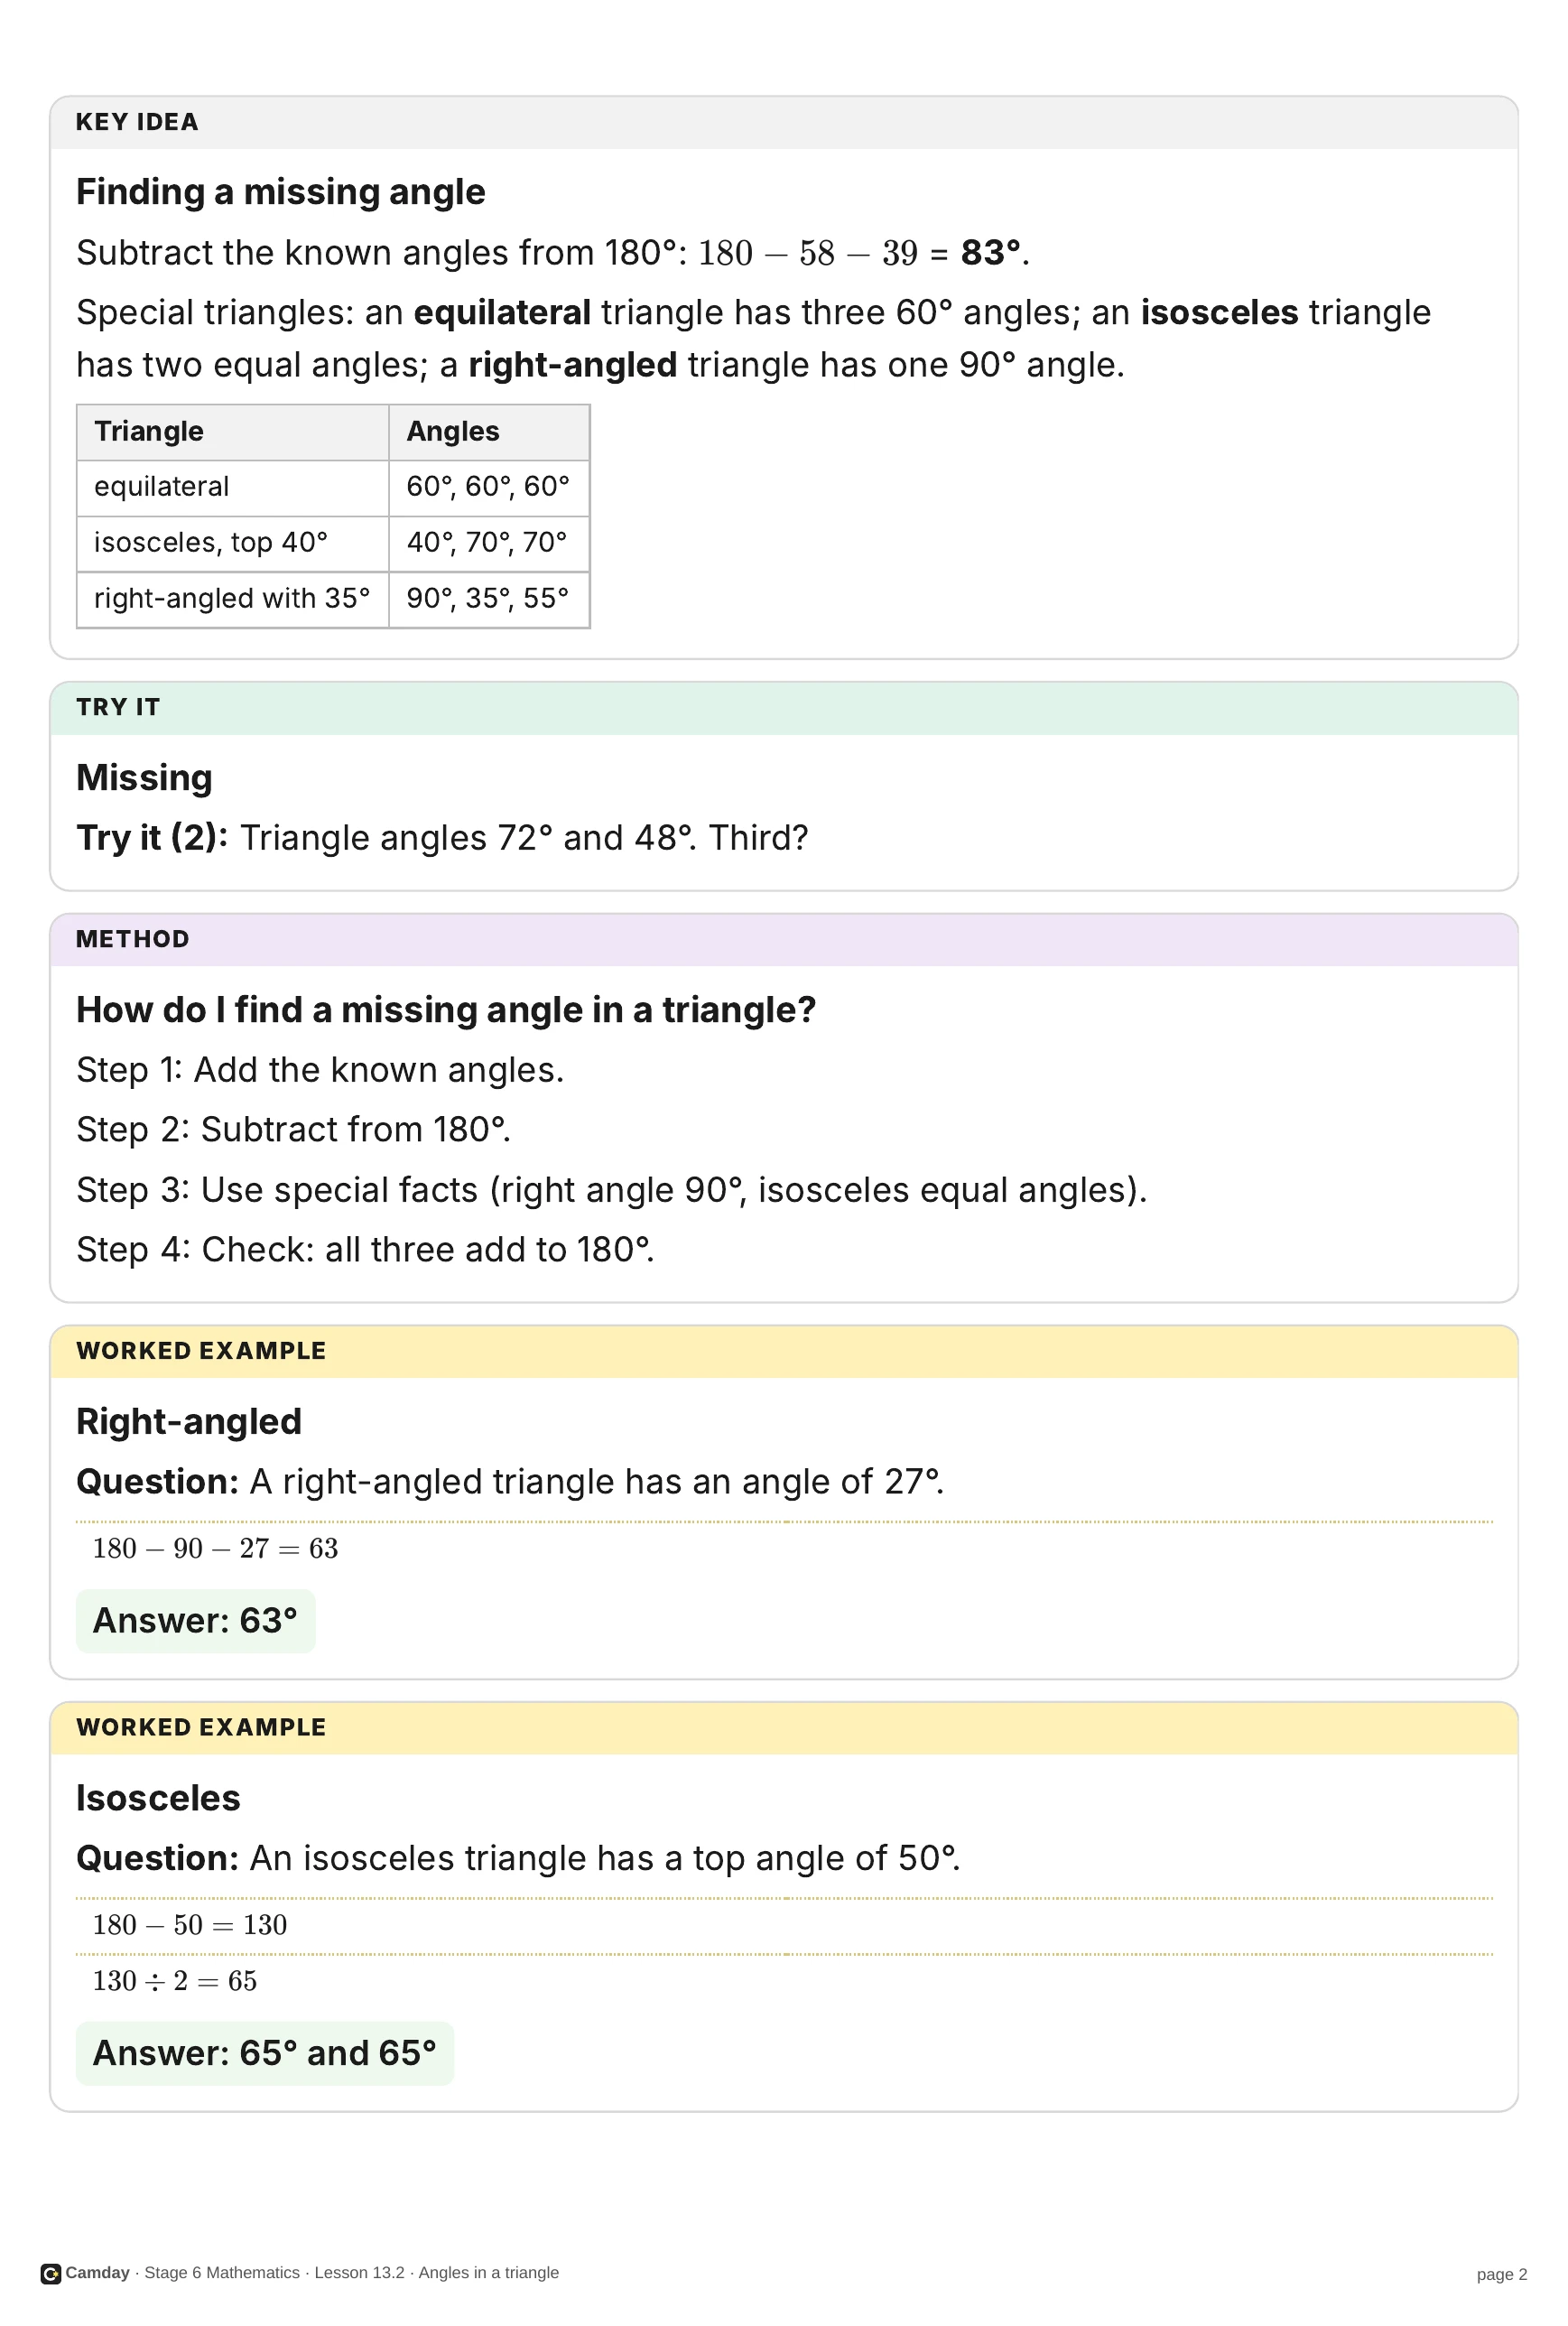 KEY IDEA
Finding a missing angle
Subtract the known angles from 180°: 180 − 58 − 39 = 83°.
Special triangles: an equilateral triangle has three 60° angles; an isosceles triangle
has two equal angles; a right-angled triangle has one 90° angle.
Triangle Angles
equilateral 60°, 60°, 60°
isosceles, top 40° 40°, 70°, 70°
right-angled with 35° 90°, 35°, 55°
TRY IT
Missing
Try it (2): Triangle angles 72° and 48°. Third?
METHOD
How do I find a missing angle in a triangle?
Step 1: Add the known angles.
Step 2: Subtract from 180°.
Step 3: Use special facts (right angle 90°, isosceles equal angles).
Step 4: Check: all three add to 180°.
WORKED EXAMPLE
Right-angled
Question: A right-angled triangle has an angle of 27°.
180 − 90 − 27 = 63
Answer: 63°
WORKED EXAMPLE
Isosceles
Question: An isosceles triangle has a top angle of 50°.
180 − 50 = 130
130 ÷ 2 = 65
Answer: 65° and 65°
Camday · Stage 6 Mathematics · Lesson 13.2 · Angles in a triangle page 2